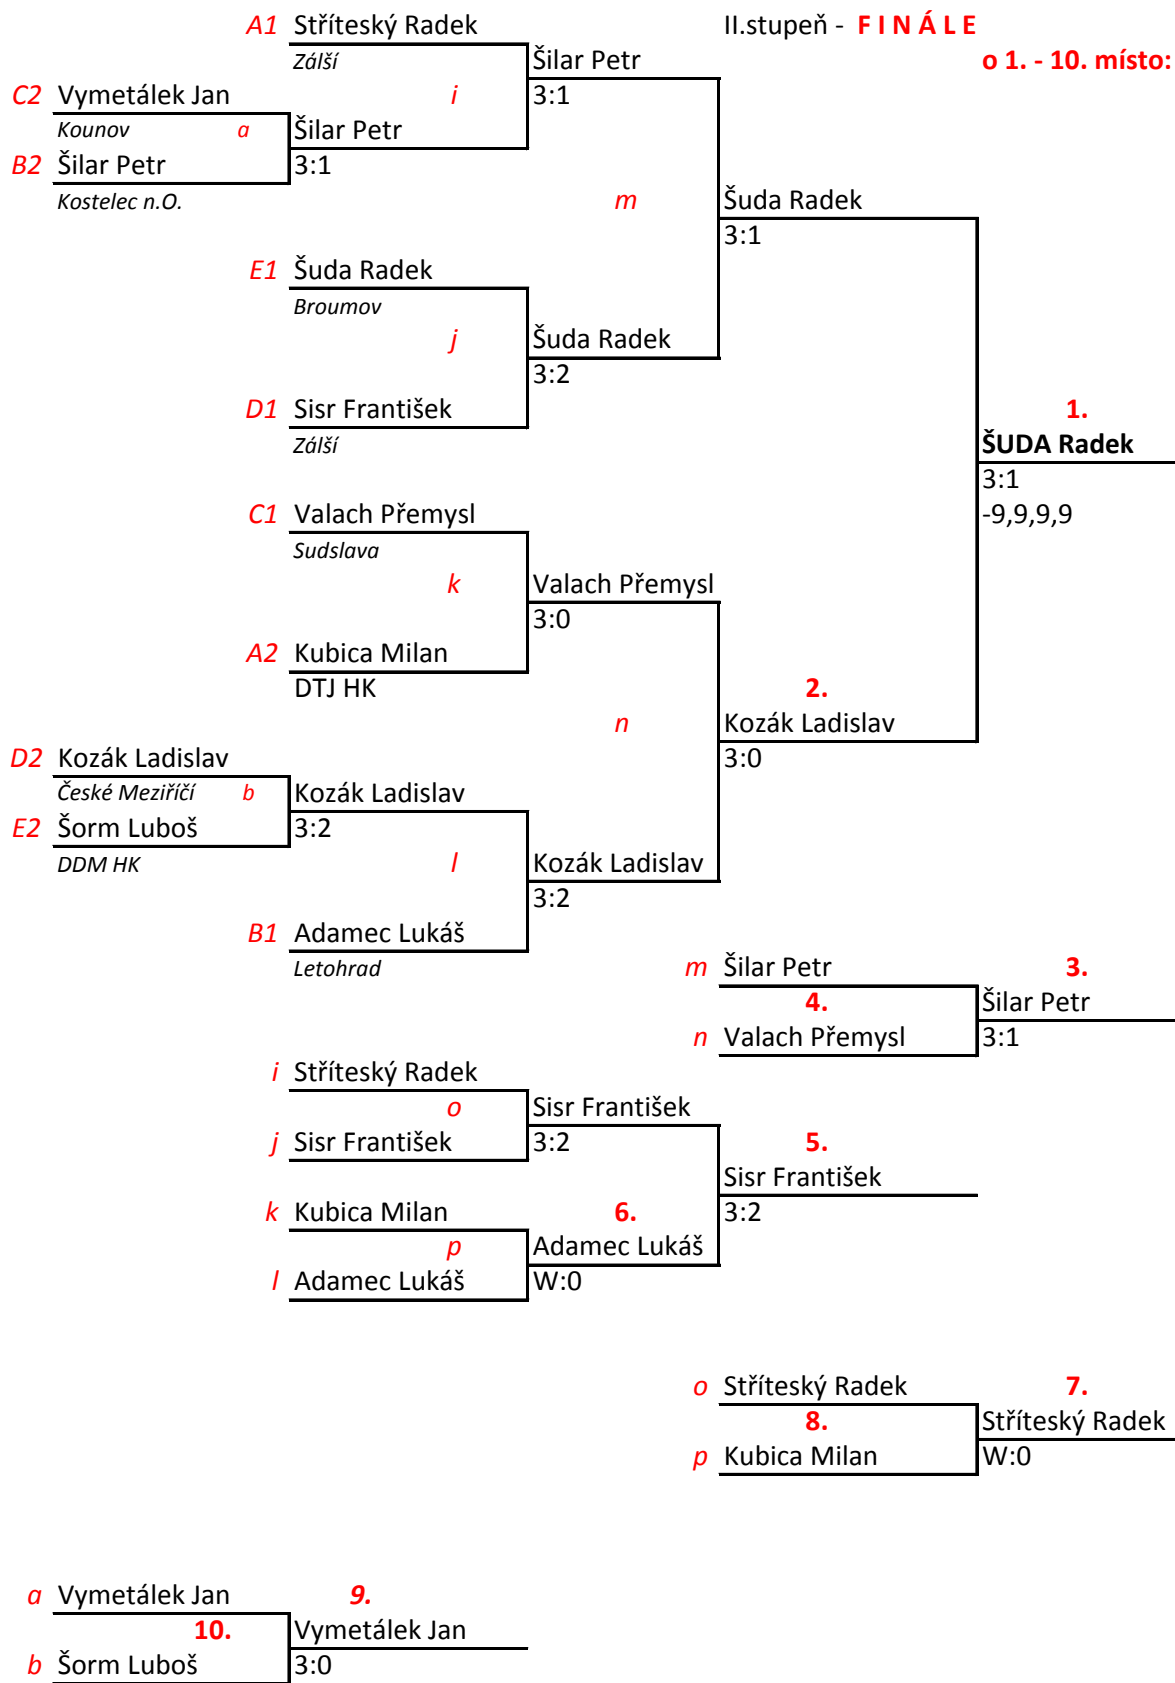 A1 Stříteský Radek II.stupeň - F I N Á L E
Zálší Šilar Petr o 1. - 10. místo:
C2 Vymetálek Jan i 3:1
Kounov a Šilar Petr
B2 Šilar Petr 3:1
Kostelec n.O. m Šuda Radek
3:1
E1 Šuda Radek
Broumov
j Šuda Radek
3:2
D1 Sisr František 1.
Zálší ŠUDA Radek
3:1
C1 Valach Přemysl -9,9,9,9
Sudslava
k Valach Přemysl
3:0
A2 Kubica Milan
DTJ HK 2.
n Kozák Ladislav
D2 Kozák Ladislav 3:0
České Meziříčí b Kozák Ladislav
E2 Šorm Luboš 3:2
DDM HK l Kozák Ladislav
3:2
B1 Adamec Lukáš
Letohrad m Šilar Petr 3.
4. Šilar Petr
n Valach Přemysl 3:1
i Stříteský Radek
o Sisr František
j Sisr František 3:2 5.
Sisr František
k Kubica Milan 6. 3:2
p Adamec Lukáš
l Adamec Lukáš W:0
o Stříteský Radek 7.
8. Stříteský Radek
p Kubica Milan W:0
a Vymetálek Jan 9.
10. Vymetálek Jan
b Šorm Luboš 3:0